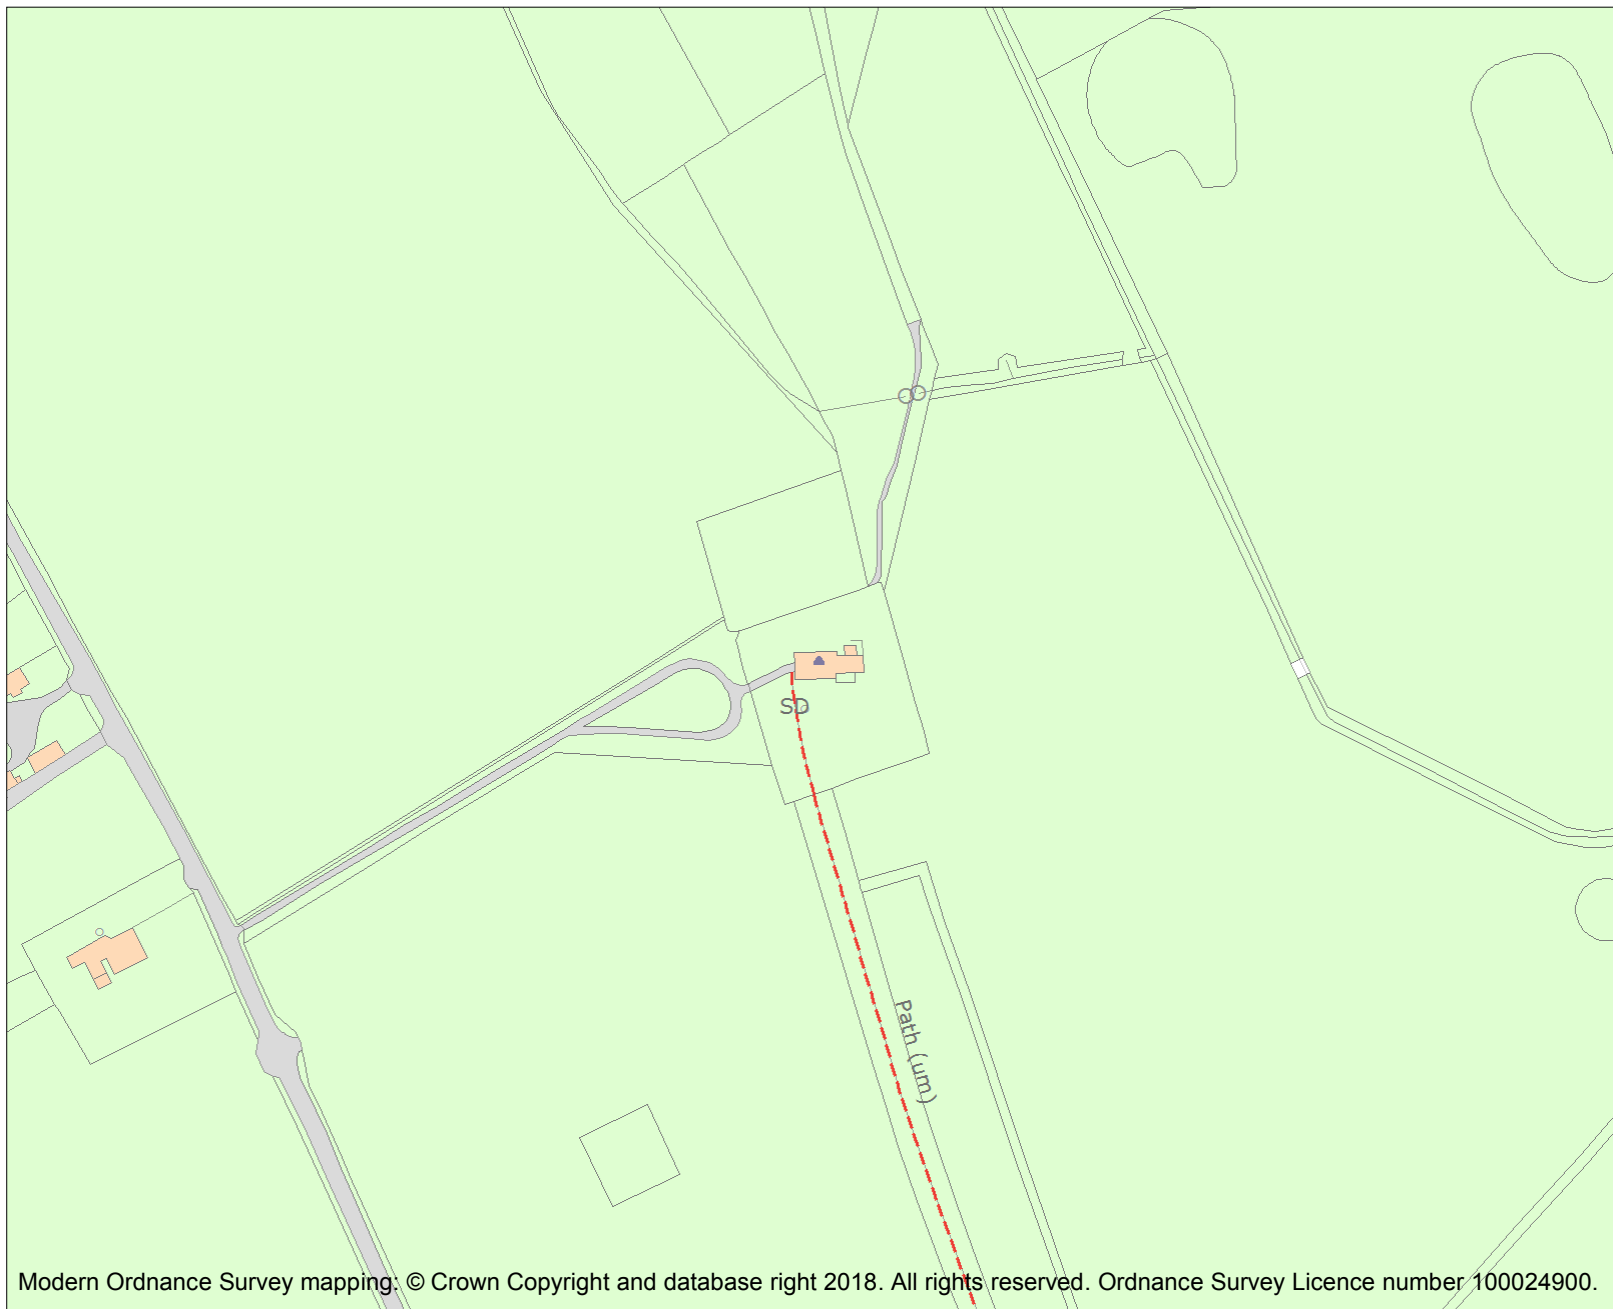 SD
Path (um)
Modern Ordnance Survey mapping: © Crown Copyright and database right 2018. All rights reserved. Ordnance Survey Licence number 100024900.